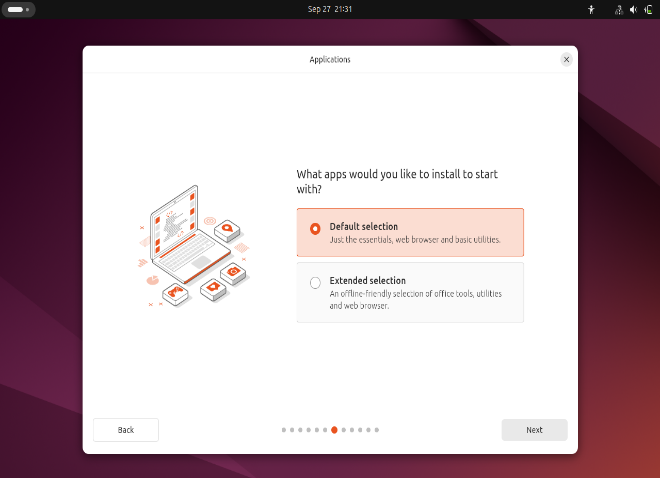 Sep 27 21:31
Applications
What apps would you like to install to start
with?
Default selection
Just the essentials, web browser and basic utilities.
Extended selection
An offline-friendly selection of office tools, utilities
and web browser.
Back
Next